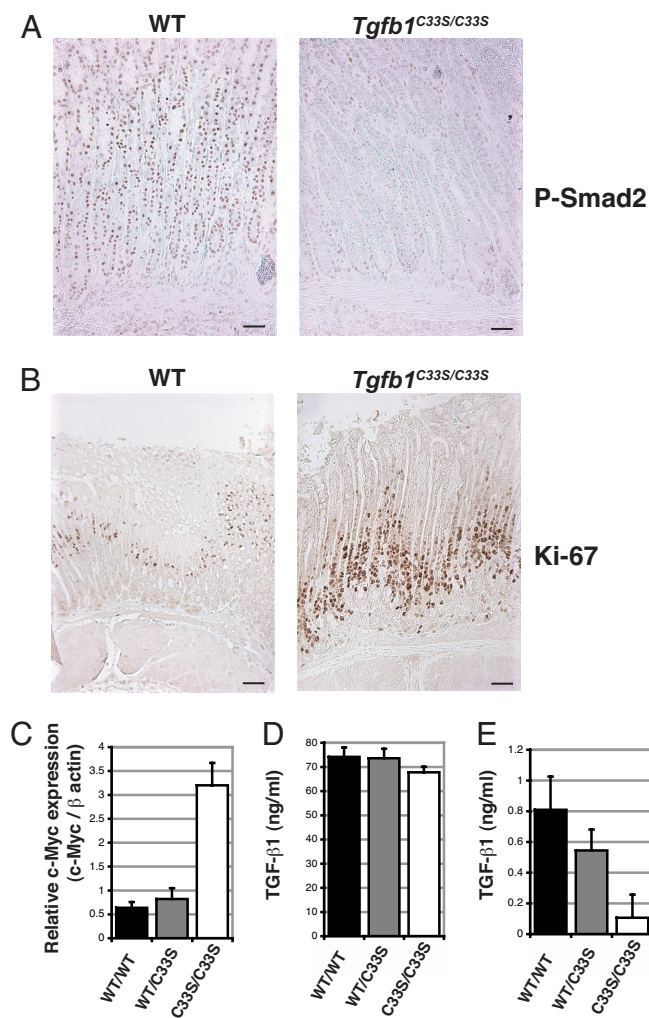 A
WT
Tgfb1C33S/C33S
P-Smad2
B
WT
Tgfb1C33S/C33S
Ki-67
C
Relative c-Myc expression
(c-Myc / β actin)
4
3.5
3
2.5
2
1.5
1
0.5
0
WT/WT
WT/C33S
C33S/C33S
D
TGF-β1 (ng/ml)
80
70
60
50
40
30
20
10
0
WT/WT
WT/C33S
C33S/C33S
E
TGF-β1 (ng/ml)
1.2
1
0.8
0.6
0.4
0.2
0
WT/WT
WT/C33S
C33S/C33S